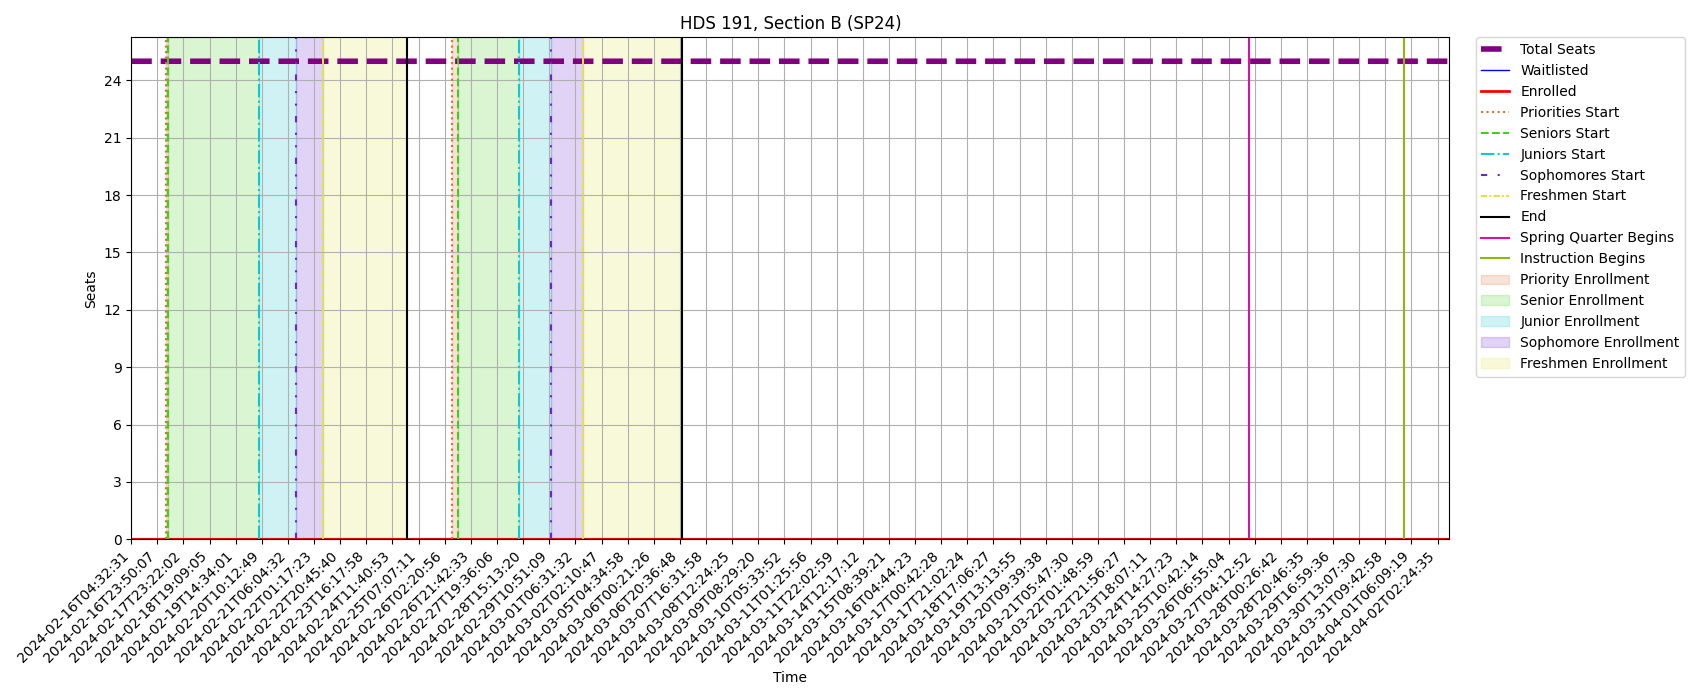 HDS 191, Section B (SP24)
Seats
24
21
18
15
12
9
6
3
0
2024-02-16T04:32:31
2024-02-16T23:50:07
2024-02-17T23:22:02
2024-02-18T19:09:05
2024-02-19T14:34:01
2024-02-20T10:12:49
2024-02-21T06:04:32
2024-02-22T01:17:23
2024-02-22T20:45:40
2024-02-23T16:17:58
2024-02-24T11:40:53
2024-02-25T07:07:11
2024-02-26T02:20:56
2024-02-26T21:42:33
2024-02-27T19:36:06
2024-02-28T15:13:20
2024-02-29T10:51:09
2024-03-01T06:31:32
2024-03-02T02:10:47
2024-03-05T04:34:58
2024-03-06T00:21:26
2024-03-06T20:36:48
2024-03-07T16:31:58
2024-03-08T12:24:25
2024-03-09T08:29:20
2024-03-10T05:33:52
2024-03-11T01:25:56
2024-03-11T22:02:59
2024-03-14T12:17:12
2024-03-15T08:39:21
2024-03-16T04:44:23
2024-03-17T00:42:28
2024-03-17T21:02:24
2024-03-18T17:06:27
2024-03-19T13:13:55
2024-03-20T09:39:38
2024-03-21T05:47:30
2024-03-22T01:48:59
2024-03-22T21:56:27
2024-03-23T18:07:11
2024-03-24T14:27:23
2024-03-25T10:42:14
2024-03-26T06:55:04
2024-03-27T04:12:52
2024-03-28T00:26:42
2024-03-28T20:46:35
2024-03-29T16:59:36
2024-03-30T13:07:30
2024-03-31T09:42:58
2024-04-01T06:09:19
2024-04-02T02:24:35
Time
Total Seats
Waitlisted
Enrolled
Priorities Start
Seniors Start
Juniors Start
Sophomores Start
Freshmen Start
End
Spring Quarter Begins
Instruction Begins
Priority Enrollment
Senior Enrollment
Junior Enrollment
Sophomore Enrollment
Freshmen Enrollment